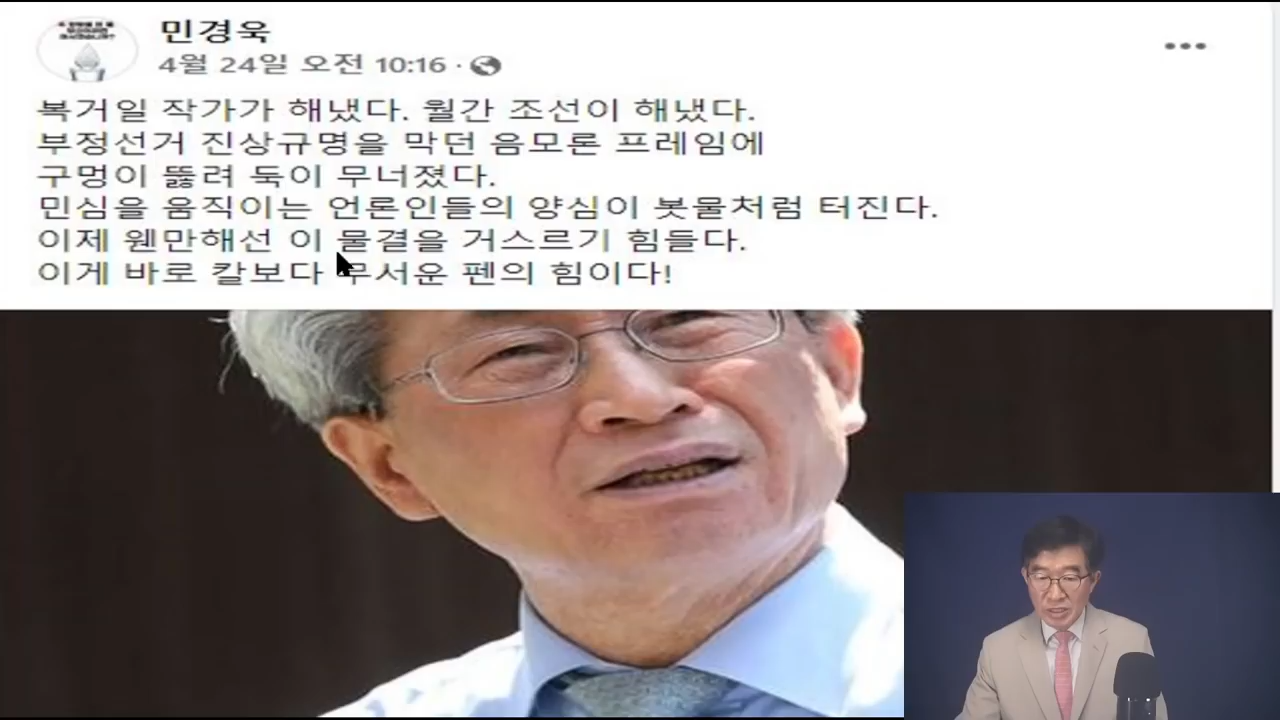 민경욱
4월 24일 오전 10:16 ·
복거일 작가가 해냈다. 월간 조선이 해냈다.
부정선거 진상규명을 막던 음모론 프레임에
구멍이 뚫려 둑이 무너졌다.
민심을 움직이는 언론인들의 양심이 봇물처럼 터진다.
이제 웬만해선 이 물결을 거스르기 힘들다.
이게 바로 칼보다 무서운 펜의 힘이다!